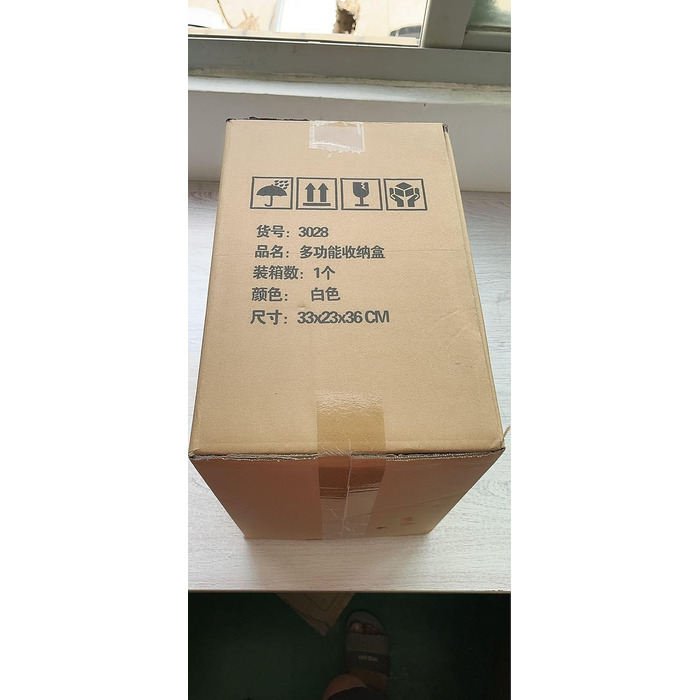 货号：3028
品名：多功能收纳盒
装箱数：1个
颜色： 白色
尺寸：33x23x36 CM